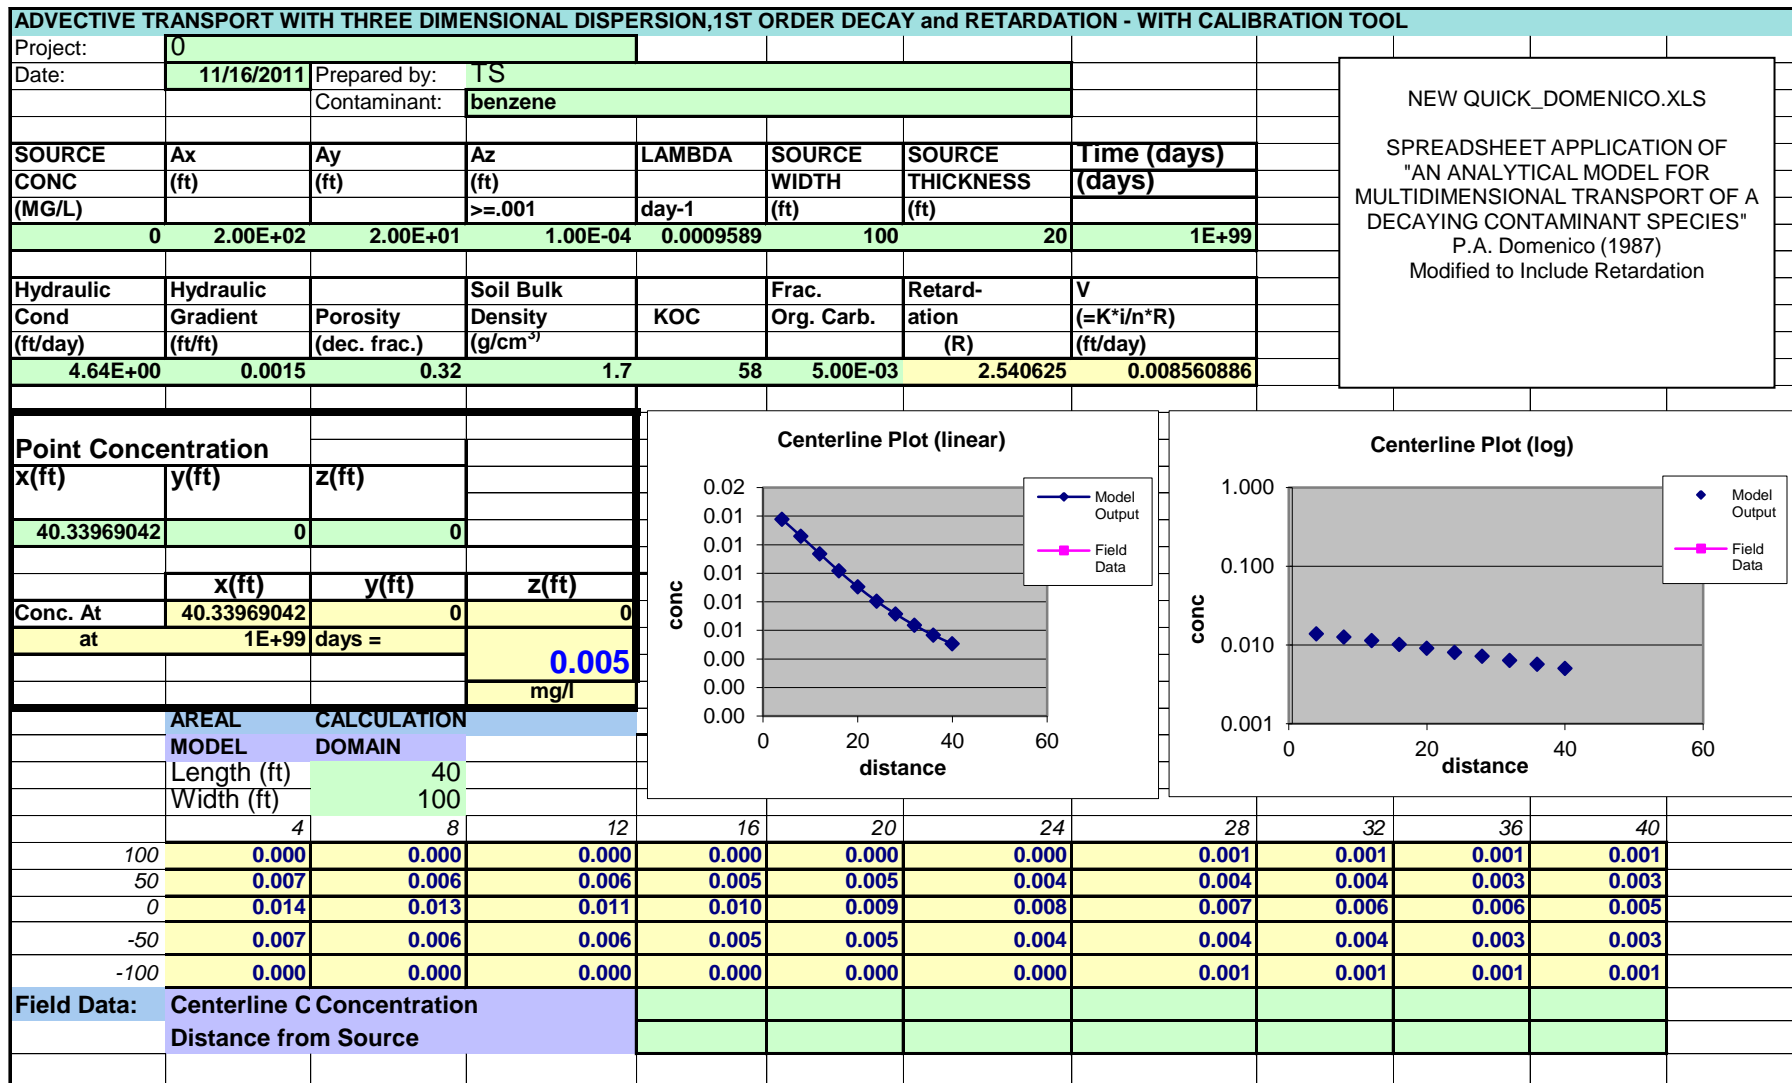 ADVECTIVE TRANSPORT WITH THREE DIMENSIONAL DISPERSION,1ST ORDER DECAY and RETARDATION - WITH CALIBRATION TOOL
Project: 0
Date: 11/16/2011 Prepared by: TS
Contaminant: benzene
NEW QUICK_DOMENICO.XLS
SPREADSHEET APPLICATION OF
"AN ANALYTICAL MODEL FOR
MULTIDIMENSIONAL TRANSPORT OF A
DECAYING CONTAMINANT SPECIES"
P.A. Domenico (1987)
Modified to Include Retardation
SOURCE Ax Ay Az LAMBDA SOURCE SOURCE Time (days)
CONC (ft) (ft) (ft) WIDTH THICKNESS (days)
(MG/L) >=.001 day-1 (ft) (ft)
0 2.00E+02 2.00E+01 1.00E-04 0.0009589 100 20 1E+99
Hydraulic Hydraulic Soil Bulk Frac. Retard- V
Cond Gradient Porosity Density KOC Org. Carb. ation (=K*i/n*R)
(ft/day) (ft/ft) (dec. frac.) (g/cm³) (R) (ft/day)
4.64E+00 0.0015 0.32 1.7 58 5.00E-03 2.540625 0.008560886
Point Concentration
x(ft) y(ft) z(ft)
40.33969042 0 0
x(ft) y(ft) z(ft)
Conc. At 40.33969042 0 0
at 1E+99 days =
0.005
mg/l
Centerline Plot (linear)
0.02
0.01
0.01
0.01
0.01
0.01
0.00
0.00
0.00
conc
0 20 40 60
distance
Model
Output
Field
Data
Centerline Plot (log)
1.000
0.100
0.010
0.001
conc
0 20 40 60
distance
Model
Output
Field
Data
AREAL CALCULATION
MODEL DOMAIN
Length (ft) 40
Width (ft) 100
4 8 12 16 20 24 28 32 36 40
100 0.000 0.000 0.000 0.000 0.000 0.000 0.001 0.001 0.001 0.001
50 0.007 0.006 0.006 0.005 0.005 0.004 0.004 0.004 0.003 0.003
0 0.014 0.013 0.011 0.010 0.009 0.008 0.007 0.006 0.006 0.005
-50 0.007 0.006 0.006 0.005 0.005 0.004 0.004 0.004 0.003 0.003
-100 0.000 0.000 0.000 0.000 0.000 0.000 0.001 0.001 0.001 0.001
Field Data: Centerline C Concentration
Distance from Source